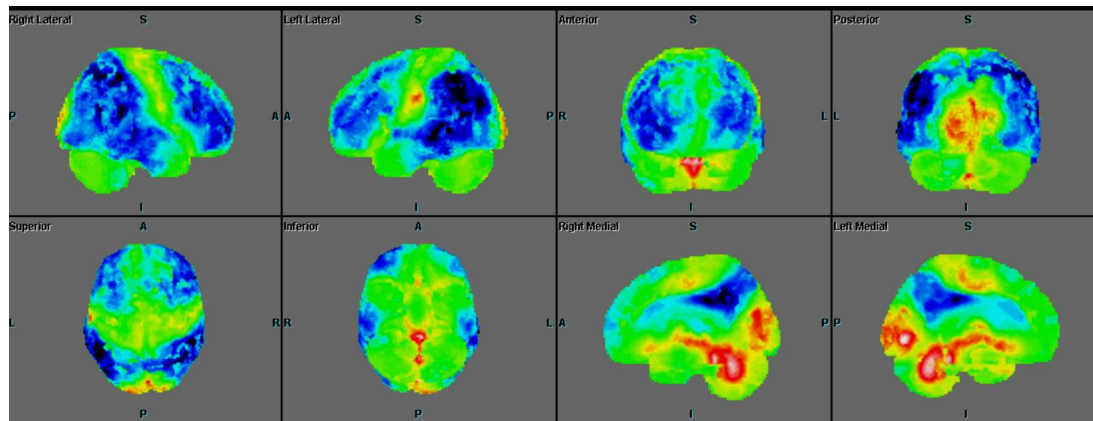 Right Lateral S
P A
I
Left Lateral S
A P
I
Anterior S
R L
I
Posterior S
L
I
Superior A
L R
P
Inferior A
R L
P
Right Medial S
A P
I
Left Medial S
P
I